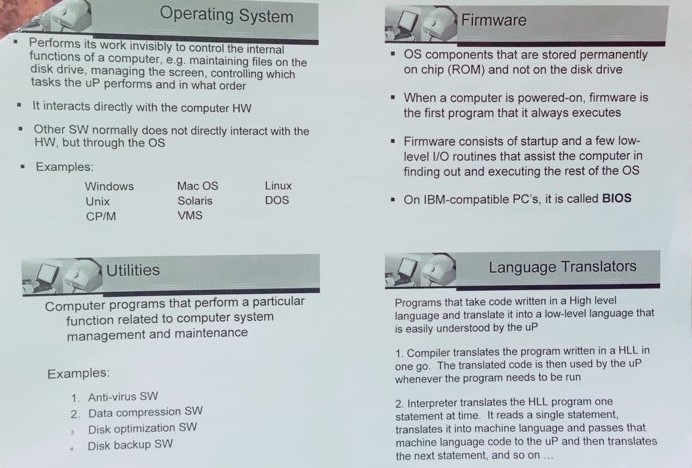 Operating System
▪ Performs its work invisibly to control the internal
functions of a computer, e.g. maintaining files on the
disk drive, managing the screen, controlling which
tasks the uP performs and in what order
▪ It interacts directly with the computer HW
▪ Other SW normally does not directly interact with the
HW, but through the OS
▪ Examples:
Windows Mac OS Linux
Unix Solaris DOS
CP/M VMS
Firmware
▪ OS components that are stored permanently
on chip (ROM) and not on the disk drive
▪ When a computer is powered-on, firmware is
the first program that it always executes
▪ Firmware consists of startup and a few low-
level I/O routines that assist the computer in
finding out and executing the rest of the OS
▪ On IBM-compatible PC's, it is called BIOS
Utilities
Computer programs that perform a particular
function related to computer system
management and maintenance
Examples:
1. Anti-virus SW
2. Data compression SW
3. Disk optimization SW
4. Disk backup SW
Language Translators
Programs that take code written in a High level
language and translate it into a low-level language that
is easily understood by the uP
1. Compiler translates the program written in a HLL in
one go. The translated code is then used by the uP
whenever the program needs to be run
2. Interpreter translates the HLL program one
statement at time. It reads a single statement,
translates it into machine language and passes that
machine language code to the uP and then translates
the next statement, and so on ...